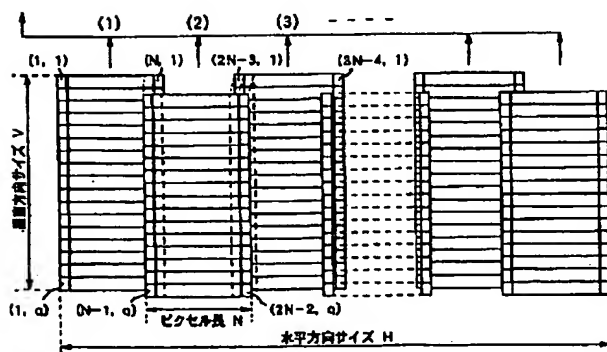 (1) (2) (3) - - - -
(1, 1) (N, 1) (2N-3, 1) (3N-4, 1)
垂直方向サイズ V
(1, q) (N-1, q) (2N-2, q)
ピクセル長 N
水平方向サイズ H